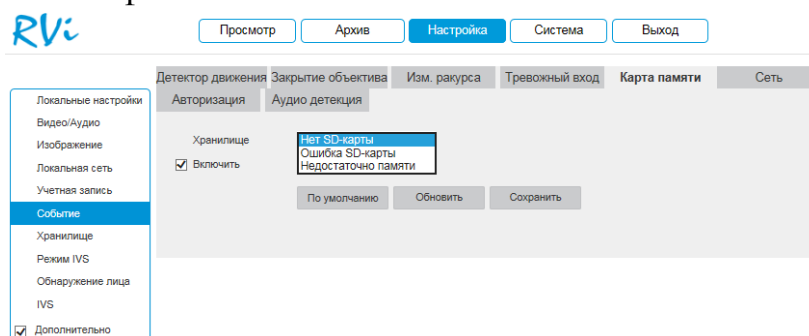 RVi
Просмотр Архив Настройка Система Выход
Детектор движения Закрытие объектива Изм. ракурса Тревожный вход Карта памяти Сеть
Авторизация Аудио детекция
Локальные настройки
Видео/Аудио
Изображение
Локальная сеть
Учетная запись
Событие
Хранилище
Режим IVS
Обнаружение лица
IVS
Дополнительно
Хранилище
Нет SD-карты
Ошибка SD-карты
Недостаточно памяти
Включить
По умолчанию Обновить Сохранить